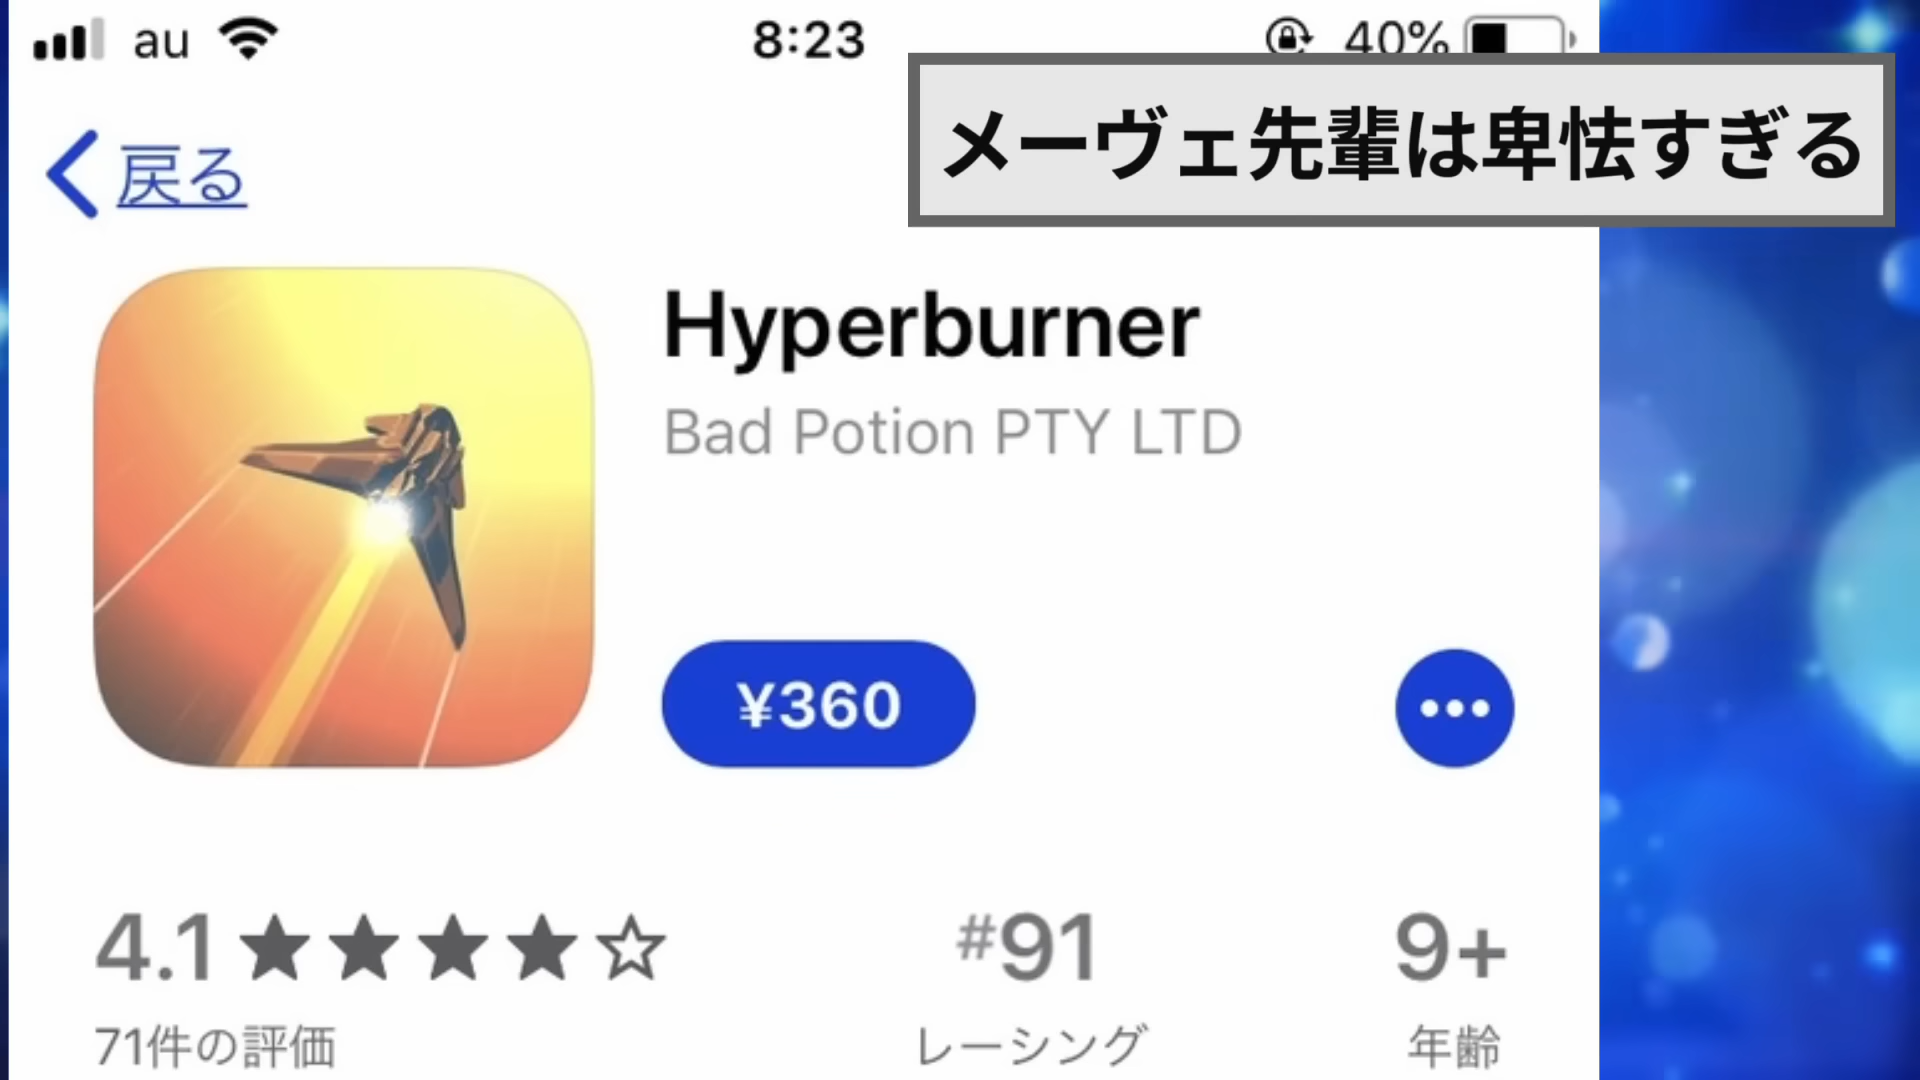 au 8:23 40%
メーヴェ先輩は卑怯すぎる
戻る
Hyperburner
Bad Potion PTY LTD
¥360
4.1 #91 9+
71件の評価 レーシング 年齢